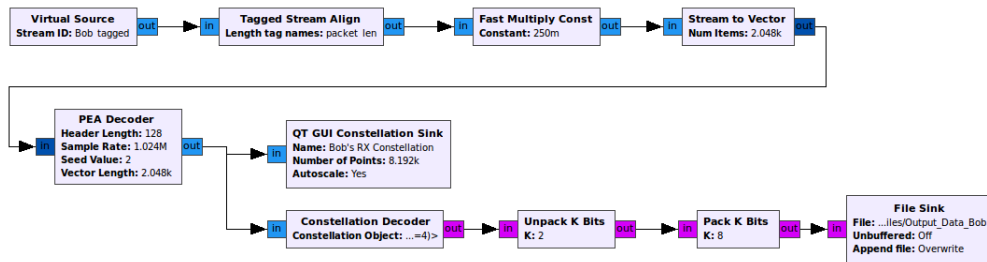 Virtual Source
Stream ID: Bob tagged
out
in
Tagged Stream Align
Length tag names: packet len
out
in
Fast Multiply Const
Constant: 250m
out
in
Stream to Vector
Num Items: 2.048k
out
in
PEA Decoder
Header Length: 128
Sample Rate: 1.024M
Seed Value: 2
Vector Length: 2.048k
out
in
QT GUI Constellation Sink
Name: Bob's RX Constellation
Number of Points: 8.192k
Autoscale: Yes
in
Constellation Decoder
Constellation Object: ...=4)>
out
in
Unpack K Bits
K: 2
out
in
Pack K Bits
K: 8
out
in
File Sink
File: ...iles/Output_Data_Bob
Unbuffered: Off
Append file: Overwrite